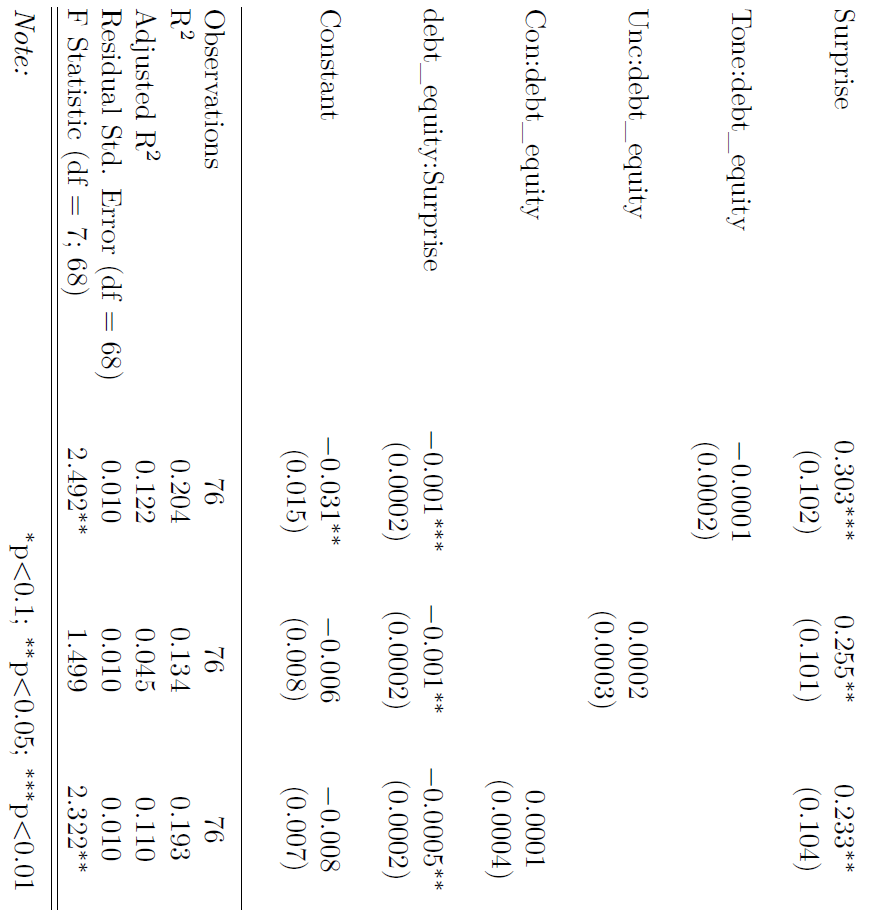 Surprise 0.303*** 0.255** 0.233**
(0.102) (0.101) (0.104)
Tone:debt_equity −0.0001
(0.0002)
Unc:debt_equity 0.0002
(0.0003)
Con:debt_equity 0.0001
(0.0004)
debt_equity:Surprise −0.001*** −0.001** −0.0005**
(0.0002) (0.0002) (0.0002)
Constant −0.031** −0.006 −0.008
(0.015) (0.008) (0.007)
Observations 76 76 76
R² 0.204 0.134 0.193
Adjusted R² 0.122 0.045 0.110
Residual Std. Error (df = 68) 0.010 0.010 0.010
F Statistic (df = 7; 68) 2.492** 1.499 2.322**
Note: *p<0.1; **p<0.05; ***p<0.01